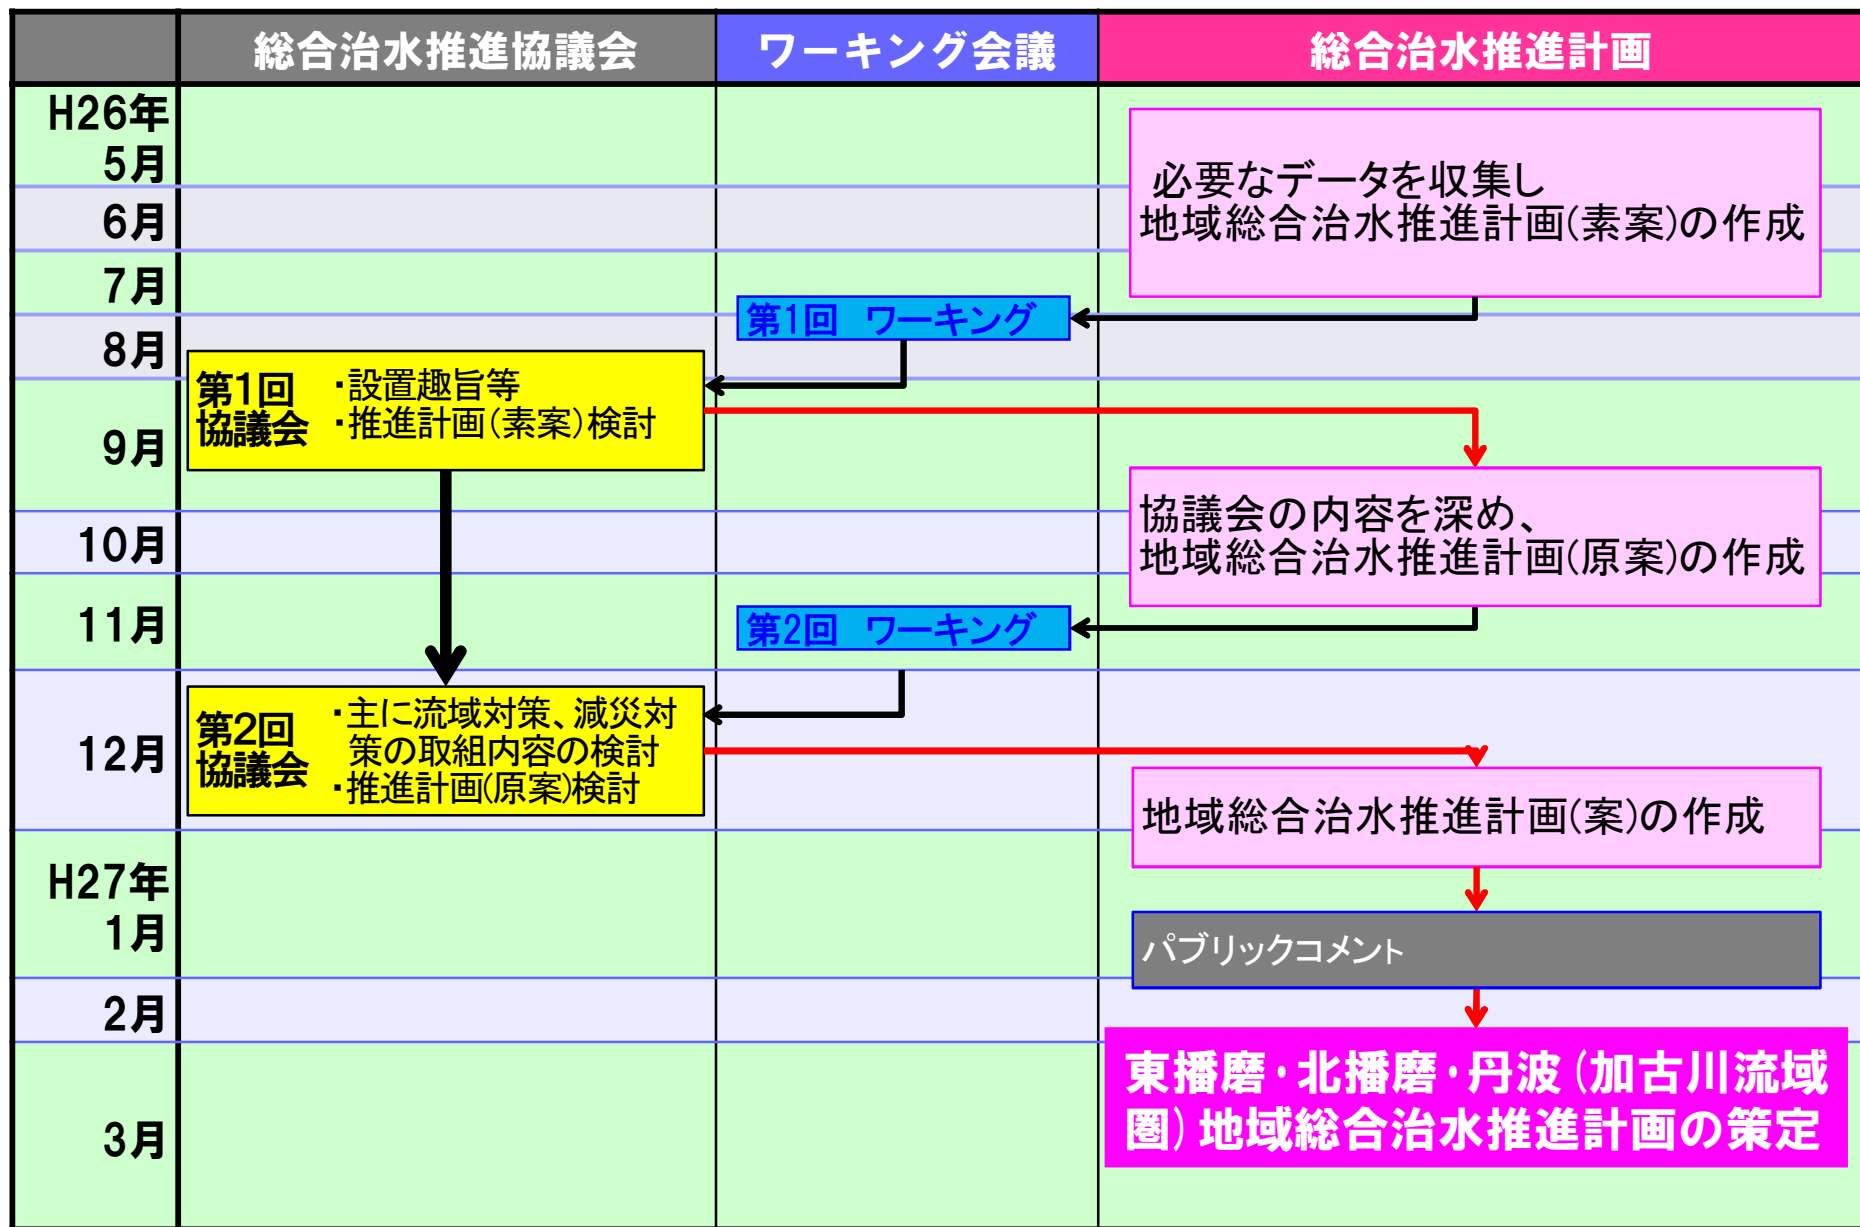 総合治水推進協議会
ワーキング会議
総合治水推進計画
H26年
5月
必要なデータを収集し
地域総合治水推進計画(素案)の作成
6月
7月
第1回 ワーキング
8月
第1回
協議会
・設置趣旨等
・推進計画(素案)検討
9月
協議会の内容を深め、
地域総合治水推進計画(原案)の作成
10月
11月
第2回 ワーキング
12月
第2回
協議会
・主に流域対策、減災対
策の取組内容の検討
・推進計画(原案)検討
地域総合治水推進計画(案)の作成
H27年
1月
パブリックコメント
2月
東播磨・北播磨・丹波(加古川流域
圏)地域総合治水推進計画の策定
3月